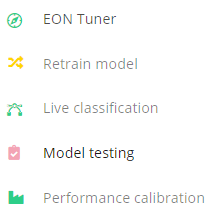 EON Tuner
Retrain model
Live classification
Model testing
Performance calibration